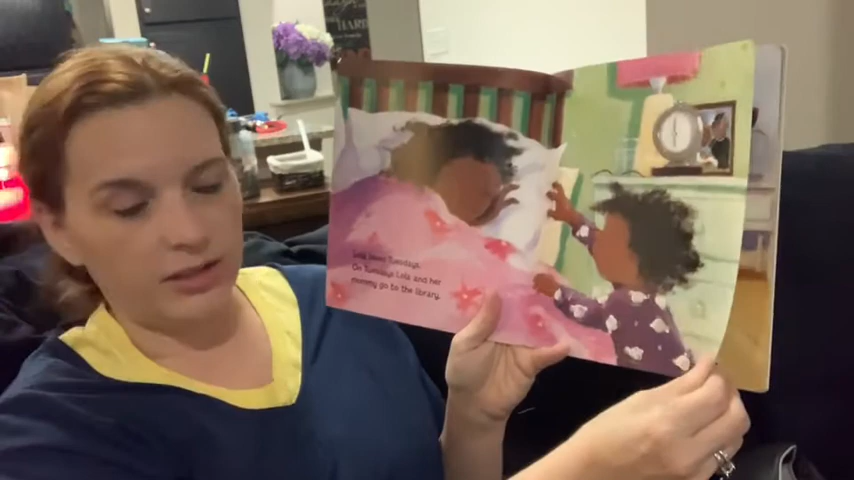 Lola loves Tuesdays.
On Tuesdays Lola and her
mommy go to the library.